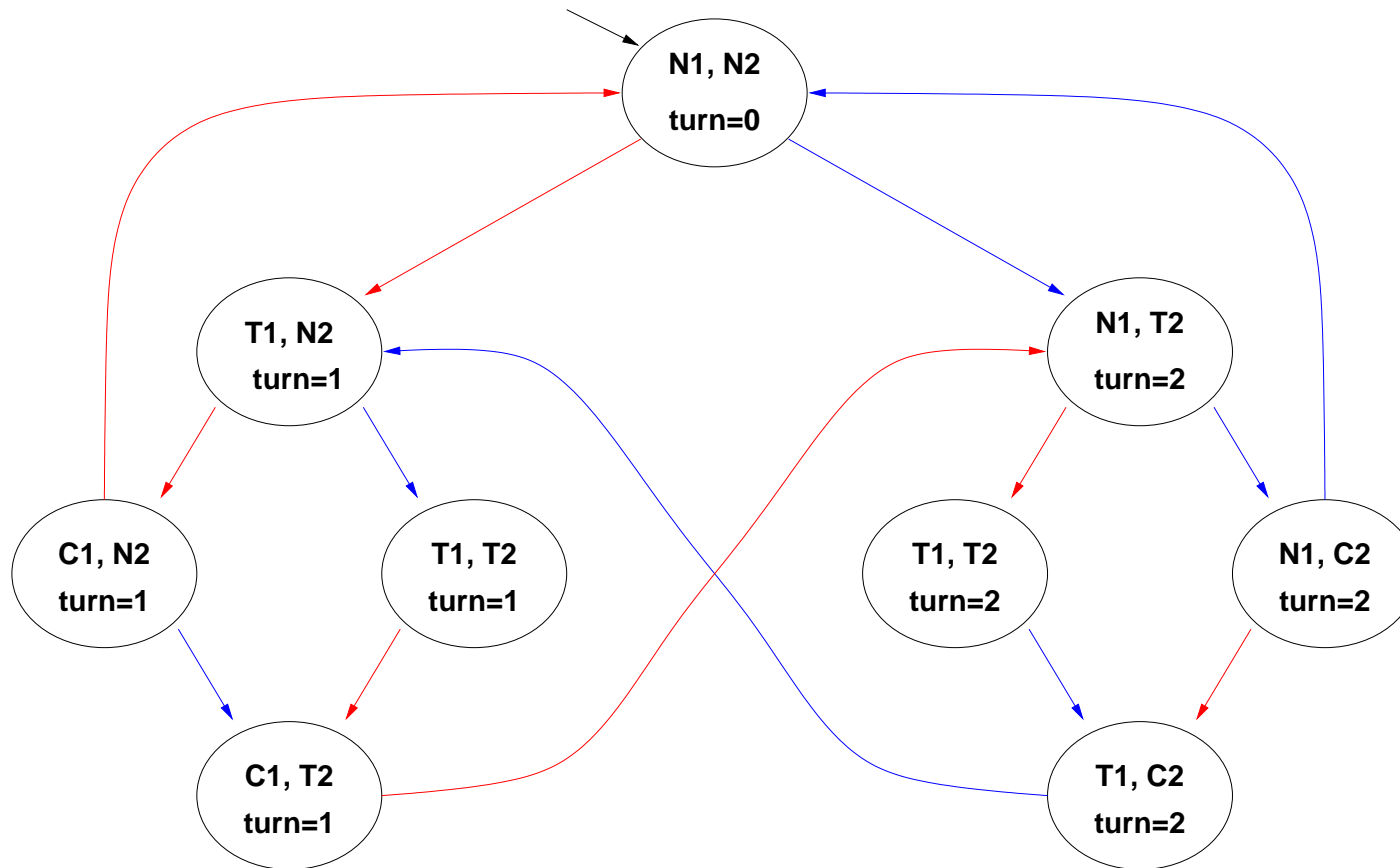 N1, N2
turn=0
T1, N2
turn=1
N1, T2
turn=2
C1, N2
turn=1
T1, T2
turn=1
T1, T2
turn=2
N1, C2
turn=2
C1, T2
turn=1
T1, C2
turn=2